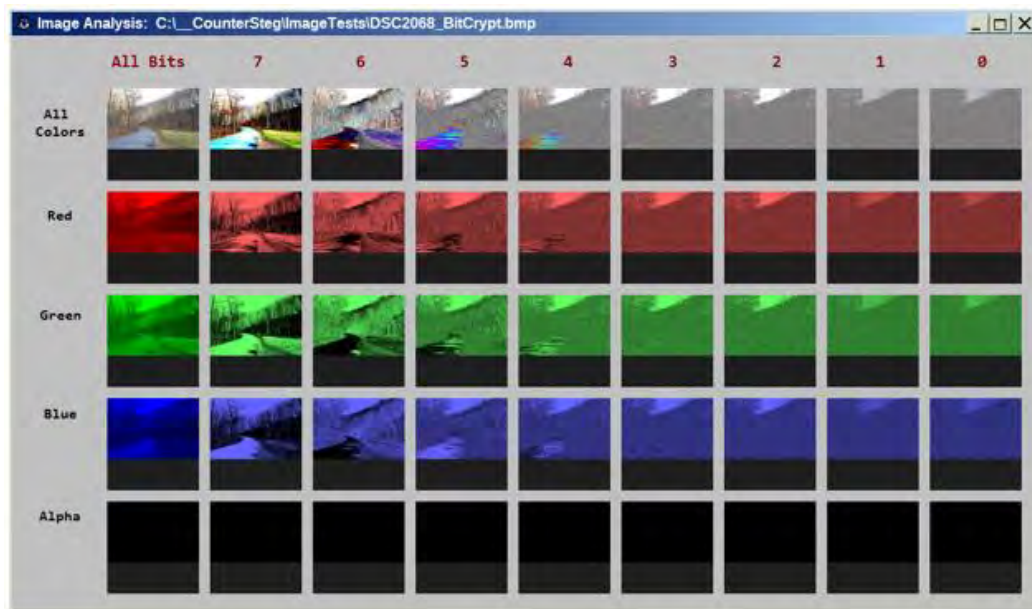 Image Analysis: C:\__CounterSteg\ImageTests\DSC2068_BitCrypt.bmp
All Bits 7 6 5 4 3 2 1 0
All
Colors
Red
Green
Blue
Alpha